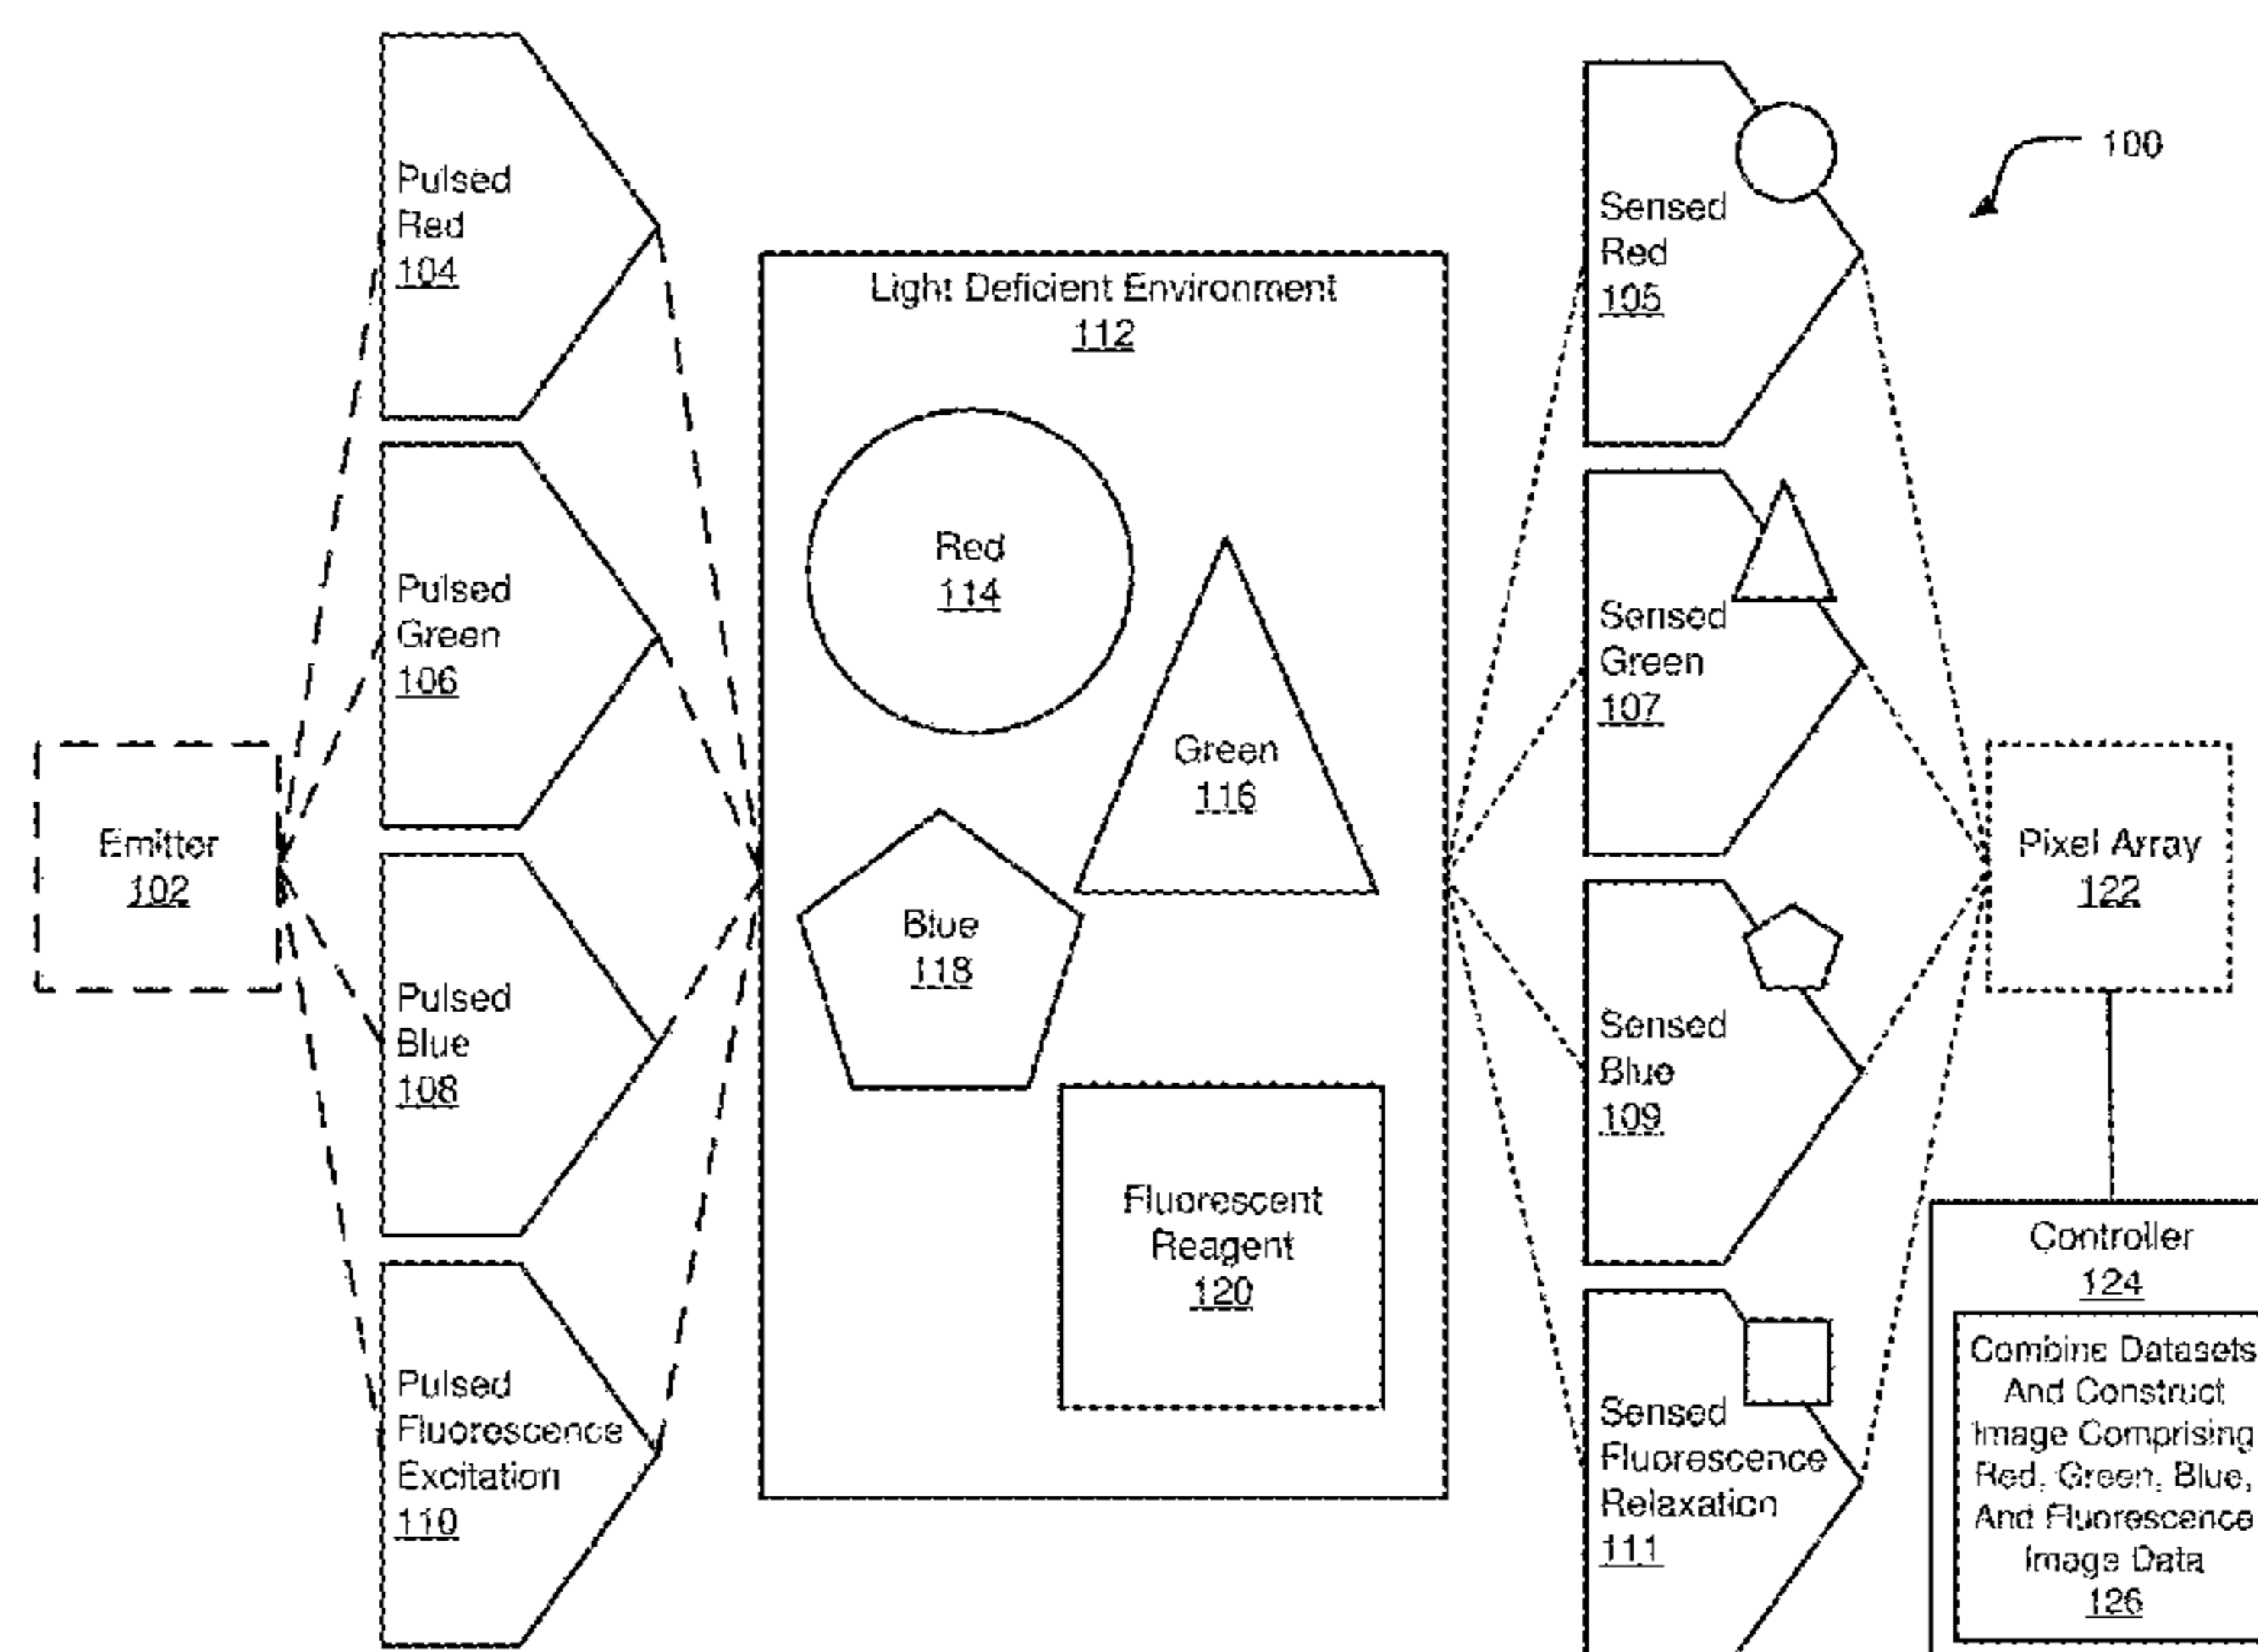 Pulsed
Red
104
Pulsed
Green
106
Emitter
102
Pulsed
Blue
108
Pulsed
Fluorescence
Excitation
110
Light Deficient Environment
112
Red
114
Green
116
Blue
118
Fluorescent
Reagent
120
Sensed
Red
105
100
Sensed
Green
107
Sensed
Blue
109
Sensed
Fluorescence
Relaxation
111
Pixel Array
122
Controller
124
Combine Datasets
And Construct
Image Comprising
Red, Green, Blue,
And Fluorescence
Image Data
126